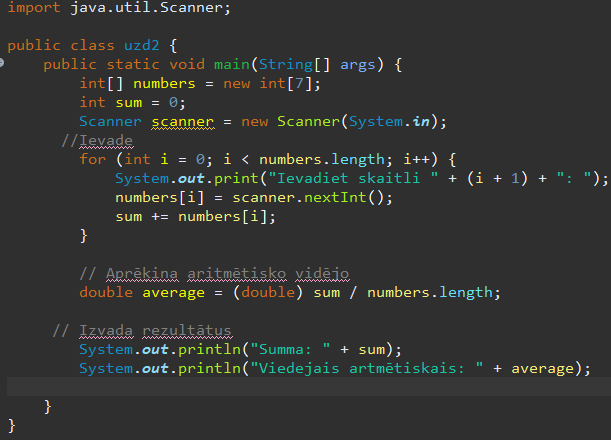 import java.util.Scanner;
public class uzd2 {
public static void main(String[] args) {
int[] numbers = new int[7];
int sum = 0;
Scanner scanner = new Scanner(System.in);
//Ievade
for (int i = 0; i < numbers.length; i++) {
System.out.print("Ievadiet skaitli " + (i + 1) + ": ");
numbers[i] = scanner.nextInt();
sum += numbers[i];
}
// Aprēķina aritmētisko vidējo
double average = (double) sum / numbers.length;
// Izvada rezultātus
System.out.println("Summa: " + sum);
System.out.println("Viedejais artmētiskais: " + average);
}
}